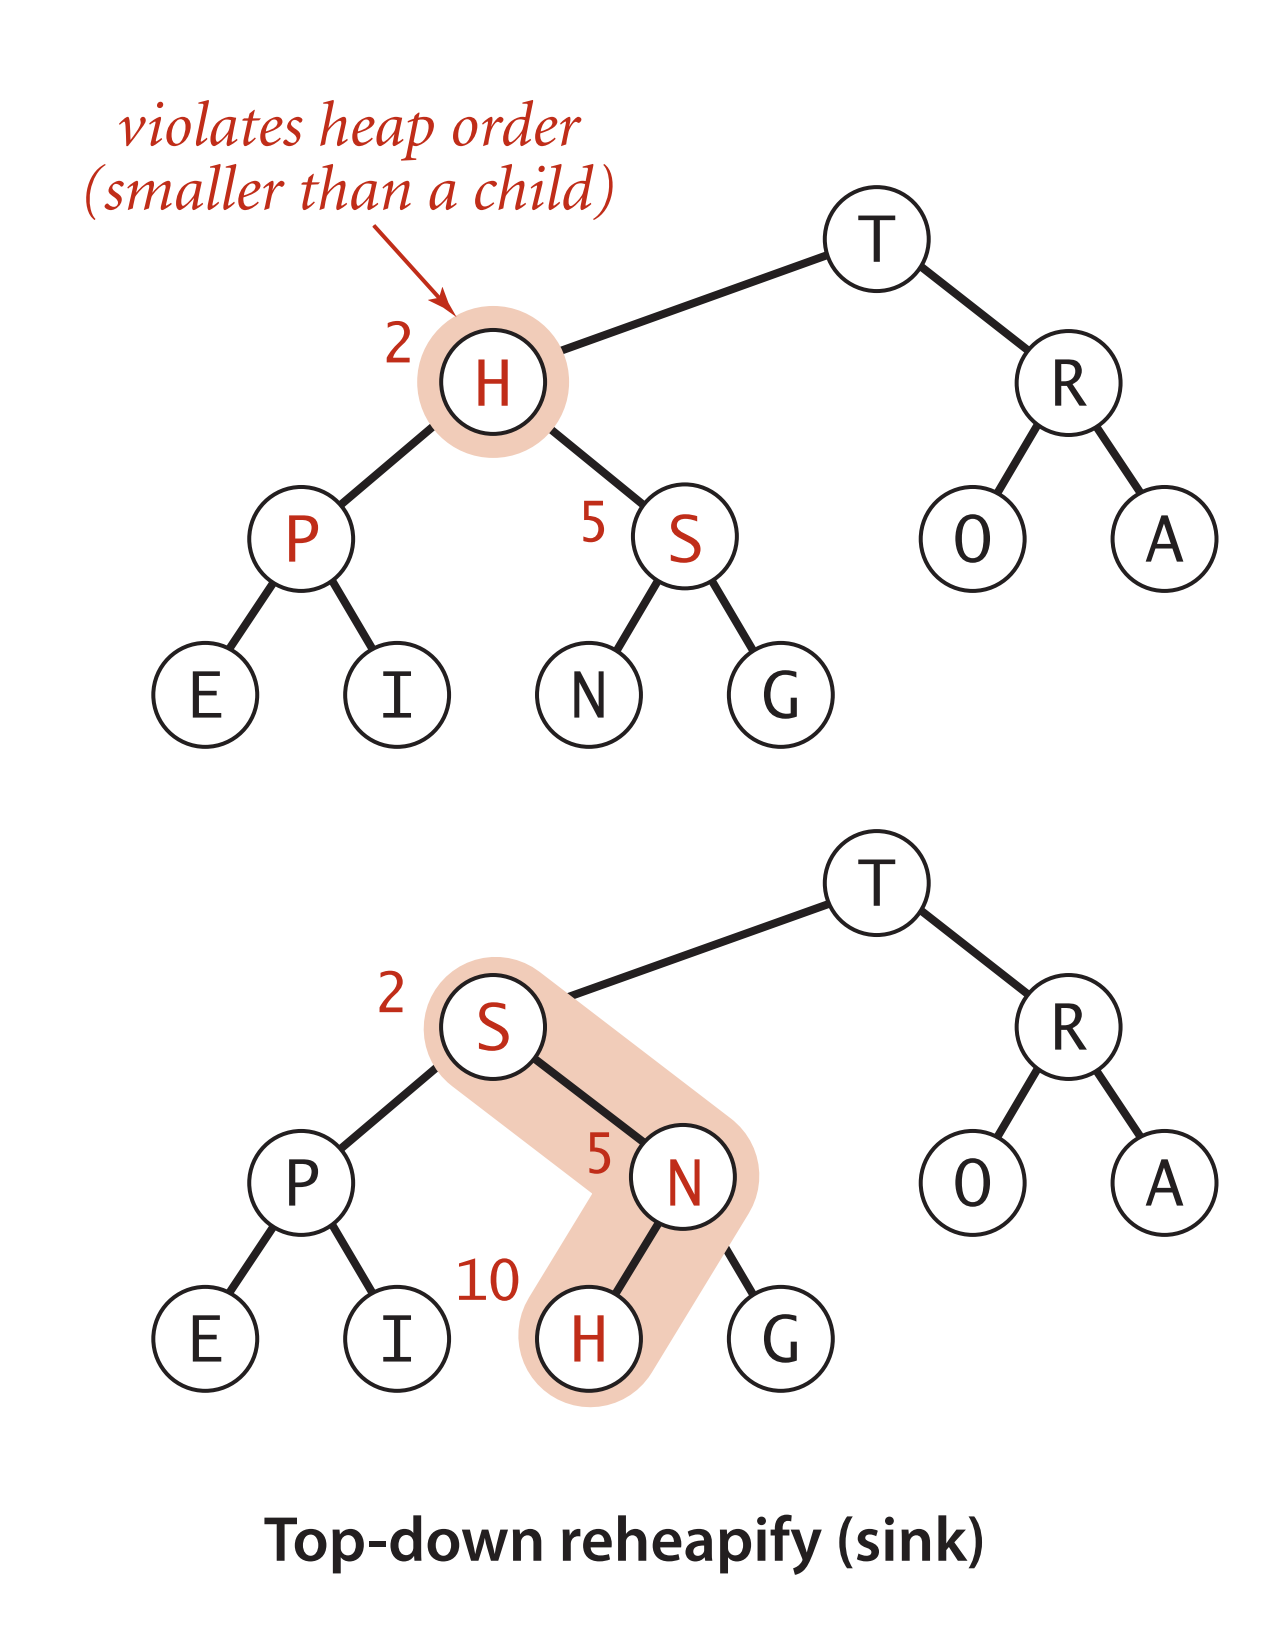 violates heap order
(smaller than a child)
T
2
H
R
P
5
S
O
A
E
I
N
G
T
2
S
R
P
5
N
O
A
E
I
10
H
G
Top-down reheapify (sink)